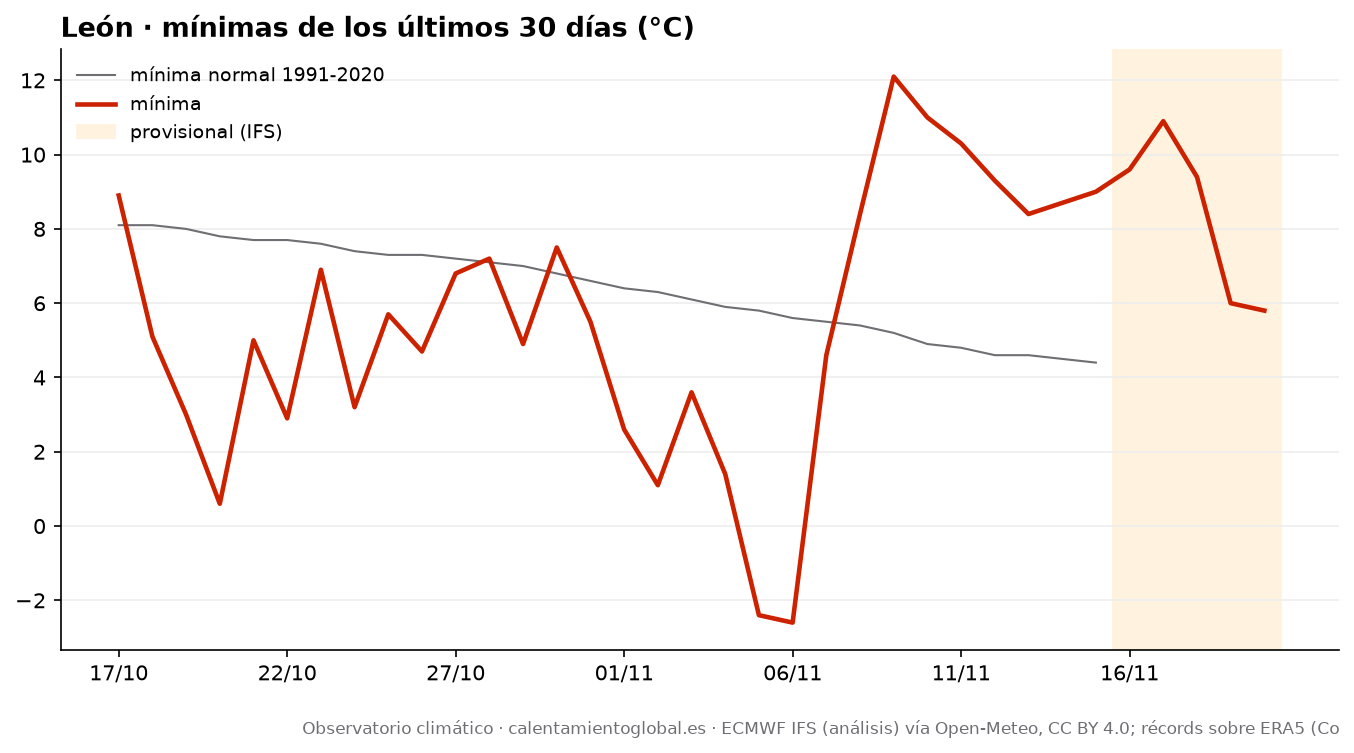 León · mínimas de los últimos 30 días (°C)
mínima normal 1991-2020
mínima
provisional (IFS)
12
10
8
6
4
2
0
−2
17/10 22/10 27/10 01/11 06/11 11/11 16/11
Observatorio climático · calentamientoglobal.es · ECMWF IFS (análisis) vía Open-Meteo, CC BY 4.0; récords sobre ERA5 (Co